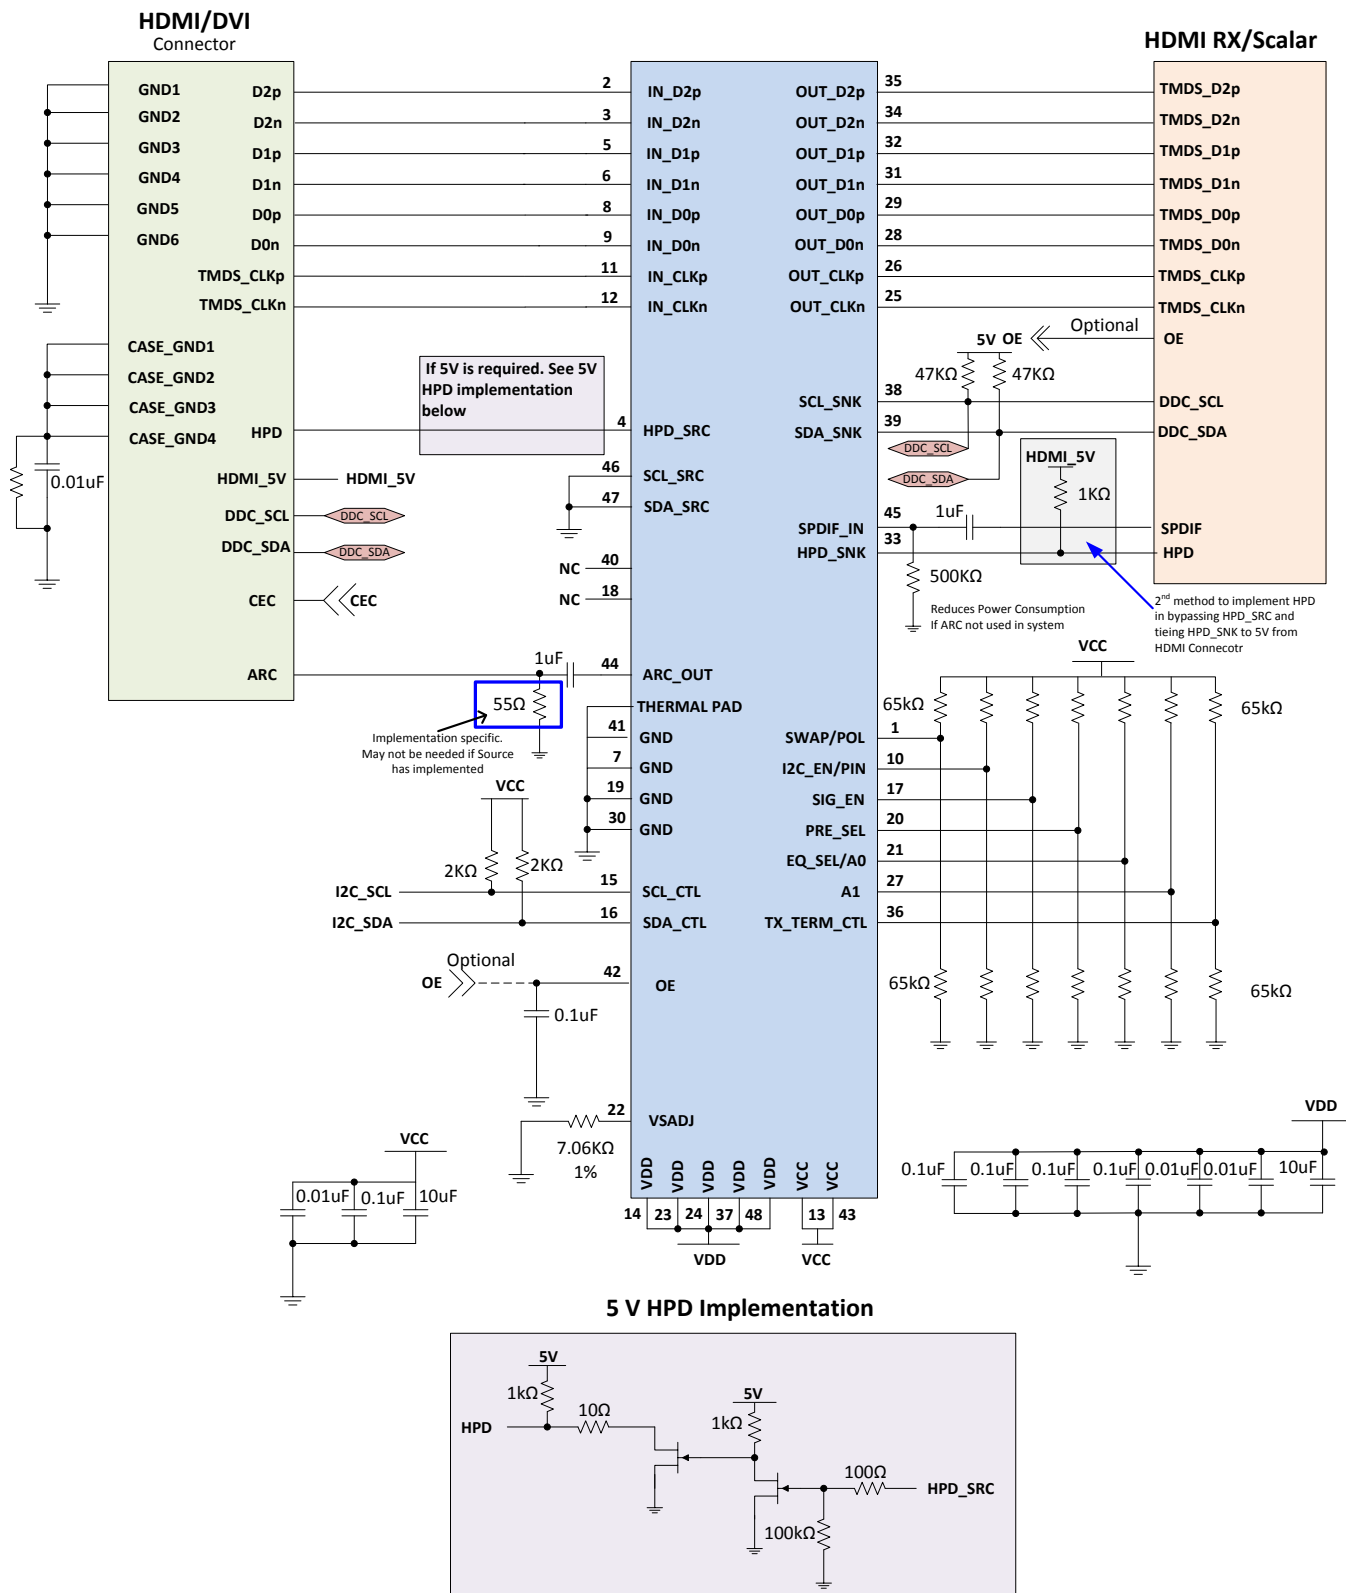 HDMI/DVI
Connector
HDMI RX/Scalar
GND1
GND2
GND3
GND4
GND5
GND6
D2p
D2n
D1p
D1n
D0p
D0n
TMDS_CLKp
TMDS_CLKn
CASE_GND1
CASE_GND2
CASE_GND3
CASE_GND4
0.01uF
HPD
HDMI_5V
HDMI_5V
DDC_SCL
DDC_SCL
DDC_SDA
DDC_SDA
CEC
CEC
ARC
If 5V is required. See 5V
HPD implementation
below
2
3
5
6
8
9
11
12
4
46
47
40
18
44
41
7
19
30
15
16
42
22
IN_D2p
IN_D2n
IN_D1p
IN_D1n
IN_D0p
IN_D0n
IN_CLKp
IN_CLKn
HPD_SRC
SCL_SRC
SDA_SRC
NC
NC
1uF
ARC_OUT
55Ω
Implementation specific.
May not be needed if Source
has implemented
THERMAL PAD
GND
GND
GND
GND
VCC
2KΩ
2KΩ
I2C_SCL
I2C_SDA
SCL_CTL
SDA_CTL
Optional
OE
OE
0.1uF
VSADJ
7.06KΩ
1%
OUT_D2p
OUT_D2n
OUT_D1p
OUT_D1n
OUT_D0p
OUT_D0n
OUT_CLKp
OUT_CLKn
SCL_SNK
SDA_SNK
SPDIF_IN
HPD_SNK
SWAP/POL
I2C_EN/PIN
SIG_EN
PRE_SEL
EQ_SEL/A0
A1
TX_TERM_CTL
35
34
32
31
29
28
26
25
38
39
45
33
1
10
17
20
21
27
36
TMDS_D2p
TMDS_D2n
TMDS_D1p
TMDS_D1n
TMDS_D0p
TMDS_D0n
TMDS_CLKp
TMDS_CLKn
OE
DDC_SCL
DDC_SDA
SPDIF
HPD
5V
OE
Optional
47KΩ
47KΩ
DDC_SCL
DDC_SDA
HDMI_5V
1KΩ
1uF
500KΩ
Reduces Power Consumption
If ARC not used in system
2nd method to implement HPD
in bypassing HPD_SRC and
tieing HPD_SNK to 5V from
HDMI Connecotr
VCC
65kΩ
65kΩ
65kΩ
65kΩ
VCC
0.01uF
0.1uF
10uF
VDD
VDD
VDD
VDD
VDD
VCC
VCC
14
23
24
37
48
13
43
VDD
VCC
VDD
0.1uF
0.1uF
0.1uF
0.1uF
0.01uF
0.01uF
10uF
5 V HPD Implementation
5V
1kΩ
HPD
10Ω
5V
1kΩ
100Ω
HPD_SRC
100kΩ